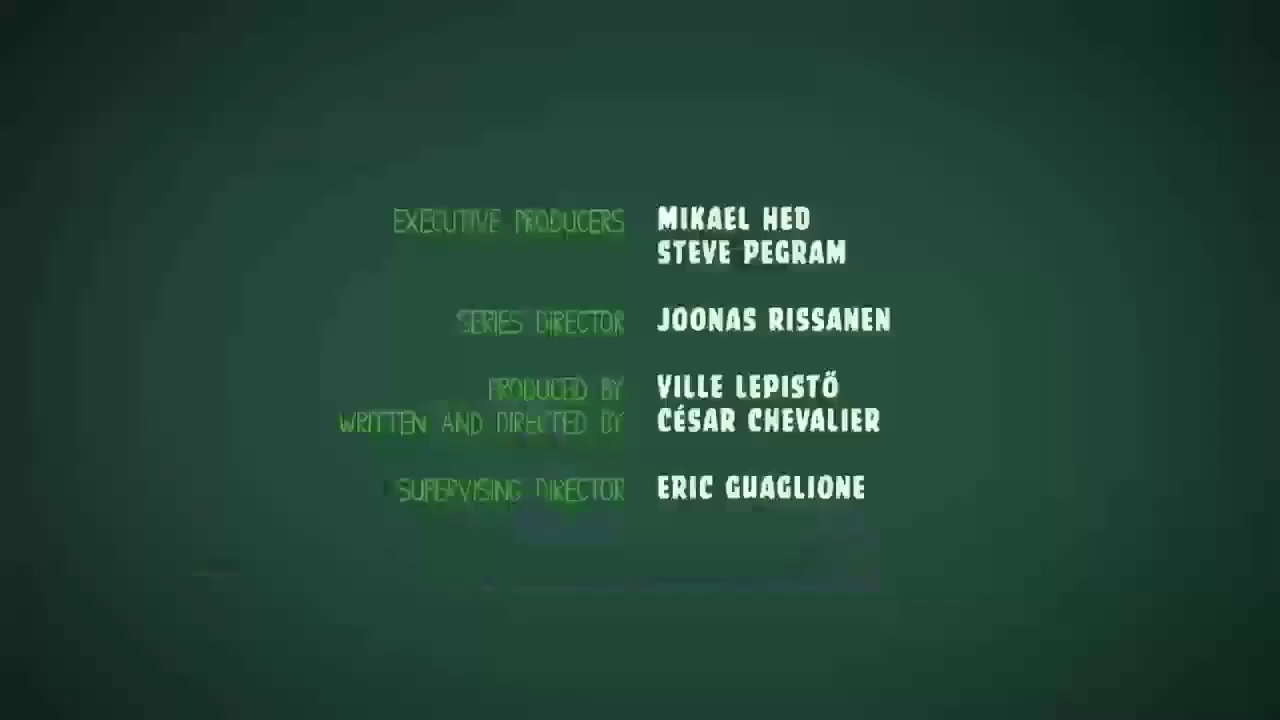 EXECUTIVE PRODUCERS MIKAEL HED
STEVE PEGRAM
SERIES DIRECTOR JOONAS RISSANEN
PRODUCED BY VILLE LEPISTÖ
WRITTEN AND DIRECTED BY CÉSAR CHEVALIER
SUPERVISING DIRECTOR ERIC GUAGLIONE